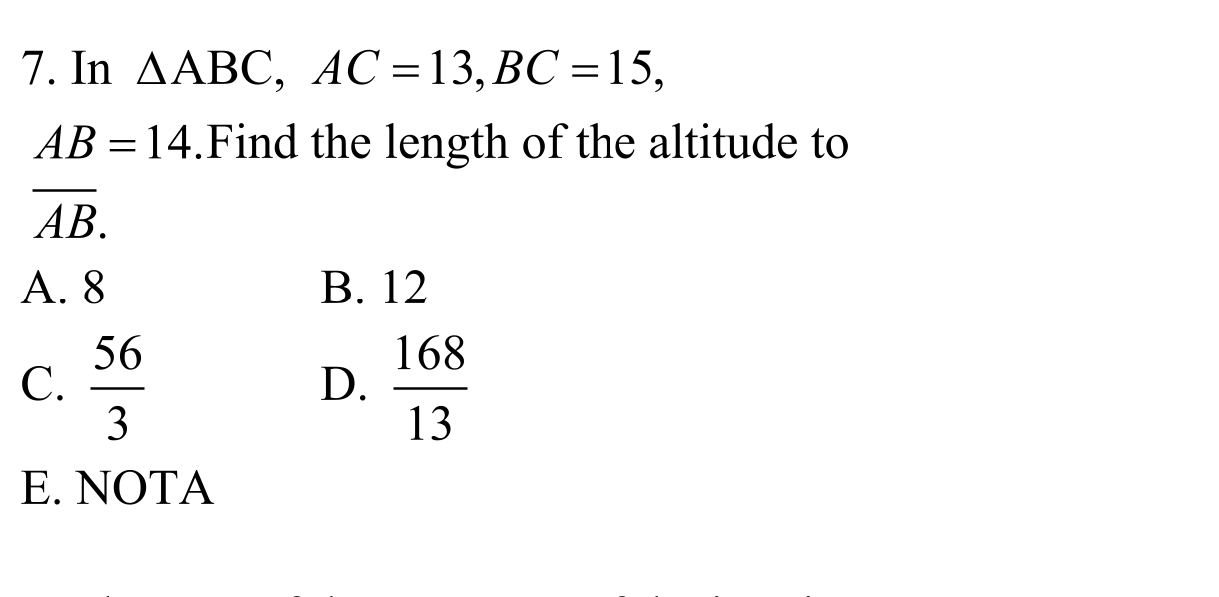 7. In ΔABC, AC = 13, BC = 15,
AB = 14.Find the length of the altitude to
A̅B̅.
A. 8 B. 12
C. 56/3 D. 168/13
E. NOTA